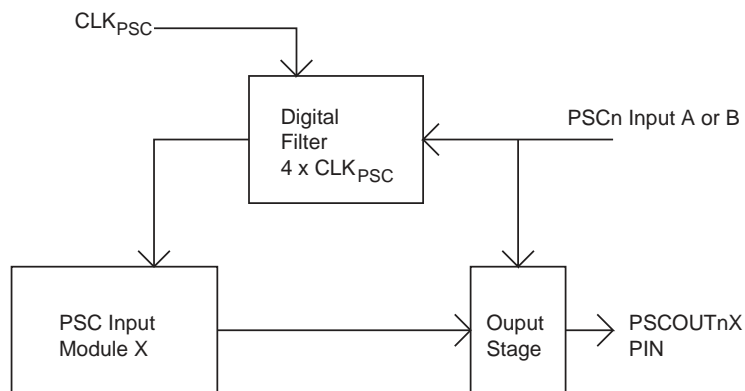 CLKPSC
Digital
Filter
4 x CLKPSC
PSCn Input A or B
PSC Input
Module X
Ouput
Stage
PSCOUTnX
PIN